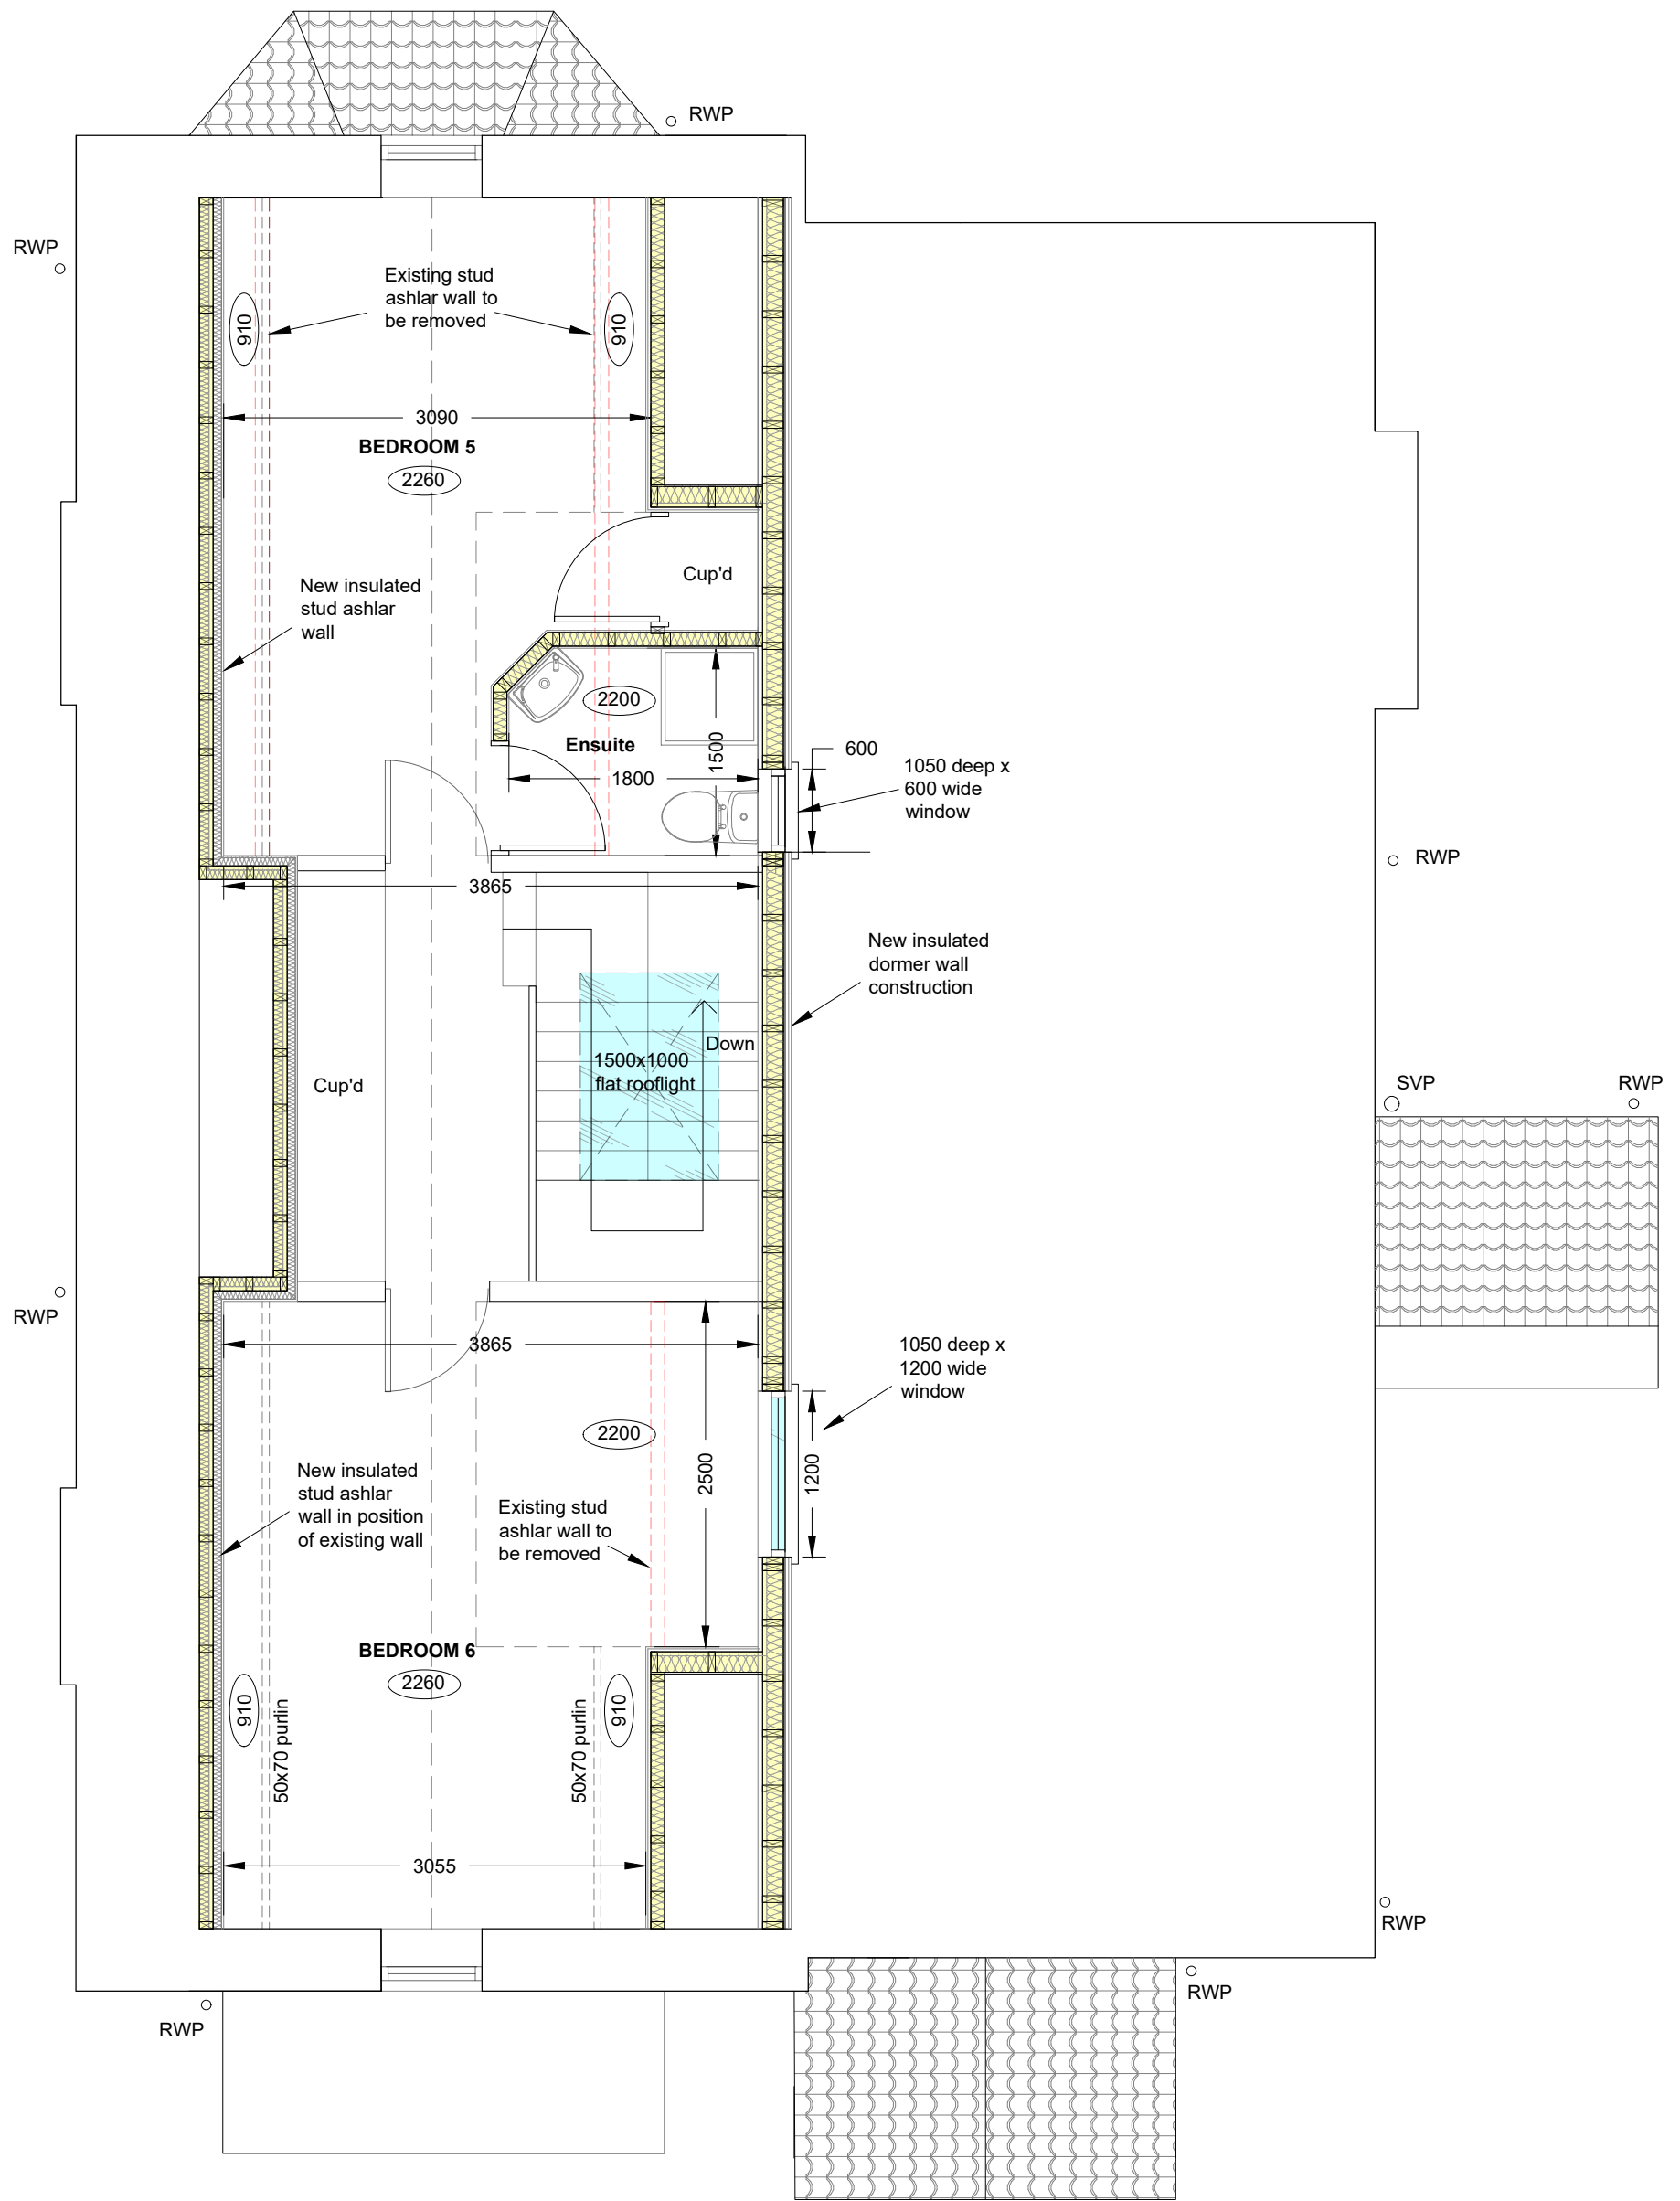 RWP
RWP
Existing stud
ashlar wall to
be removed
910
910
3090
BEDROOM 5
2260
New insulated
stud ashlar
wall
Cup'd
2200
Ensuite
1500
1800
600
1050 deep x
600 wide
window
RWP
3865
New insulated
dormer wall
construction
Down
1500x1000
flat rooflight
Cup'd
SVP
RWP
RWP
3865
1050 deep x
1200 wide
window
2200
2500
1200
New insulated
stud ashlar
wall in position
of existing wall
Existing stud
ashlar wall to
be removed
BEDROOM 6
2260
910
50x70 purlin
50x70 purlin
910
3055
RWP
RWP
RWP